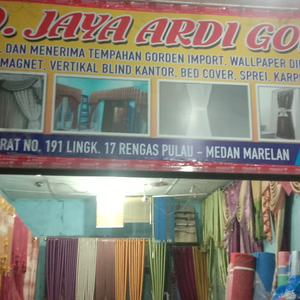 D. JAYA ARDI GO
L DAN MENERIMA TEMPAHAN GORDEN IMPORT, WALLPAPER DI
MAGNET, VERTIKAL BLIND KANTOR, BED COVER, SPREI, KARP
RAT NO. 191 LINGK. 17 RENGAS PULAU - MEDAN MARELAN